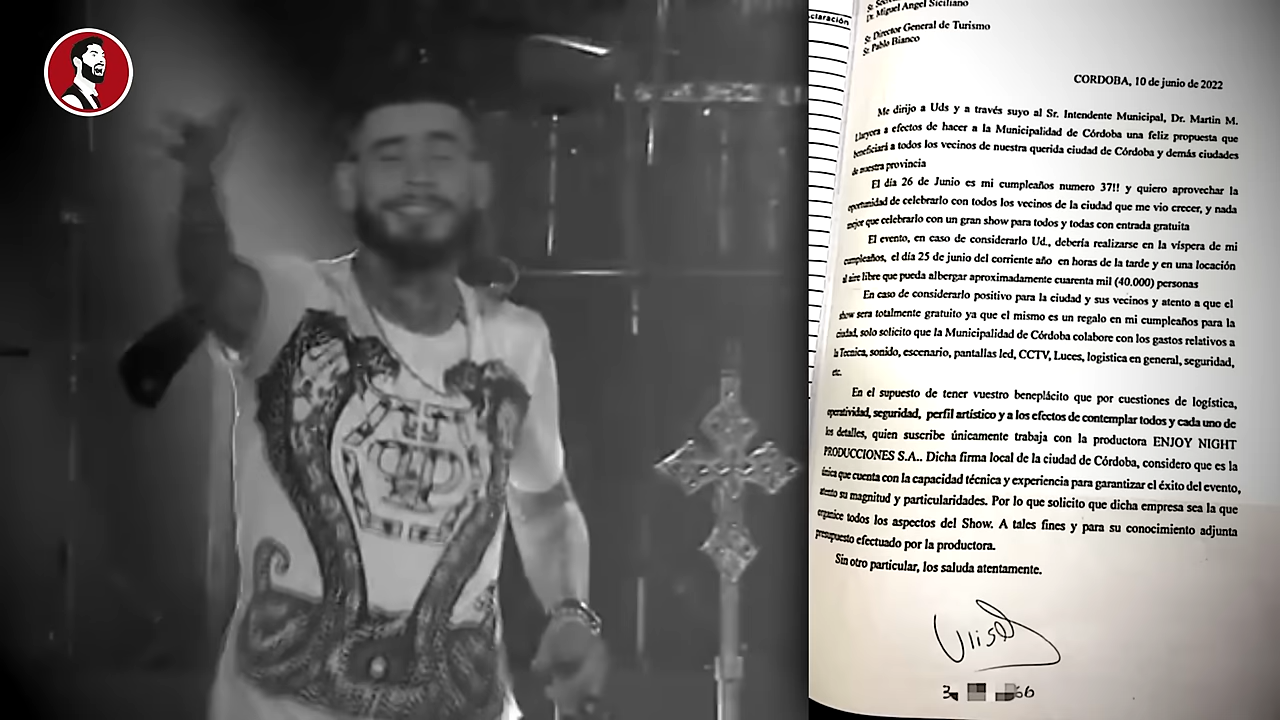 claración
Dr. Miguel Angel Siciliano
Sr. Director General de Turismo
Sr Pablo Bianco
CORDOBA, 10 de junio de 2022
Me dirijo a Uds y a través suyo al Sr. Intendente Municipal, Dr. Martin M.
Llaryora a efectos de hacer a la Municipalidad de Córdoba una feliz propuesta que
beneficiará a todos los vecinos de nuestra querida ciudad de Córdoba y demás ciudades
de nuestra provincia
El día 26 de Junio es mi cumpleaños numero 37!! y quiero aprovechar la
oportunidad de celebrarlo con todos los vecinos de la ciudad que me vio crecer, y nada
mejor que celebrarlo con un gran show para todos y todas con entrada gratuita
El evento, en caso de considerarlo Ud., debería realizarse en la víspera de mi
cumpleaños, el día 25 de junio del corriente año en horas de la tarde y en una locación
al aire libre que pueda albergar aproximadamente cuarenta mil (40.000) personas
En caso de considerarlo positivo para la ciudad y sus vecinos y atento a que el
show sera totalmente gratuito ya que el mismo es un regalo en mi cumpleaños para la
ciudad, solo solicito que la Municipalidad de Córdoba colabore con los gastos relativos a
la Tecnica, sonido, escenario, pantallas led, CCTV, Luces, logistica en general, seguridad,
etc.
En el supuesto de tener vuestro beneplácito que por cuestiones de logística,
operatividad, seguridad, perfil artístico y a los efectos de contemplar todos y cada uno de
los detalles, quien suscribe únicamente trabaja con la productora ENJOY NIGHT
PRODUCCIONES S.A.. Dicha firma local de la ciudad de Córdoba, considero que es la
única que cuenta con la capacidad técnica y experiencia para garantizar el éxito del evento,
atento su magnitud y particularidades. Por lo que solicito que dicha empresa sea la que
organice todos los aspectos del Show. A tales fines y para su conocimiento adjunta
presupuesto efectuado por la productora.
Sin otro particular, los saluda atentamente.